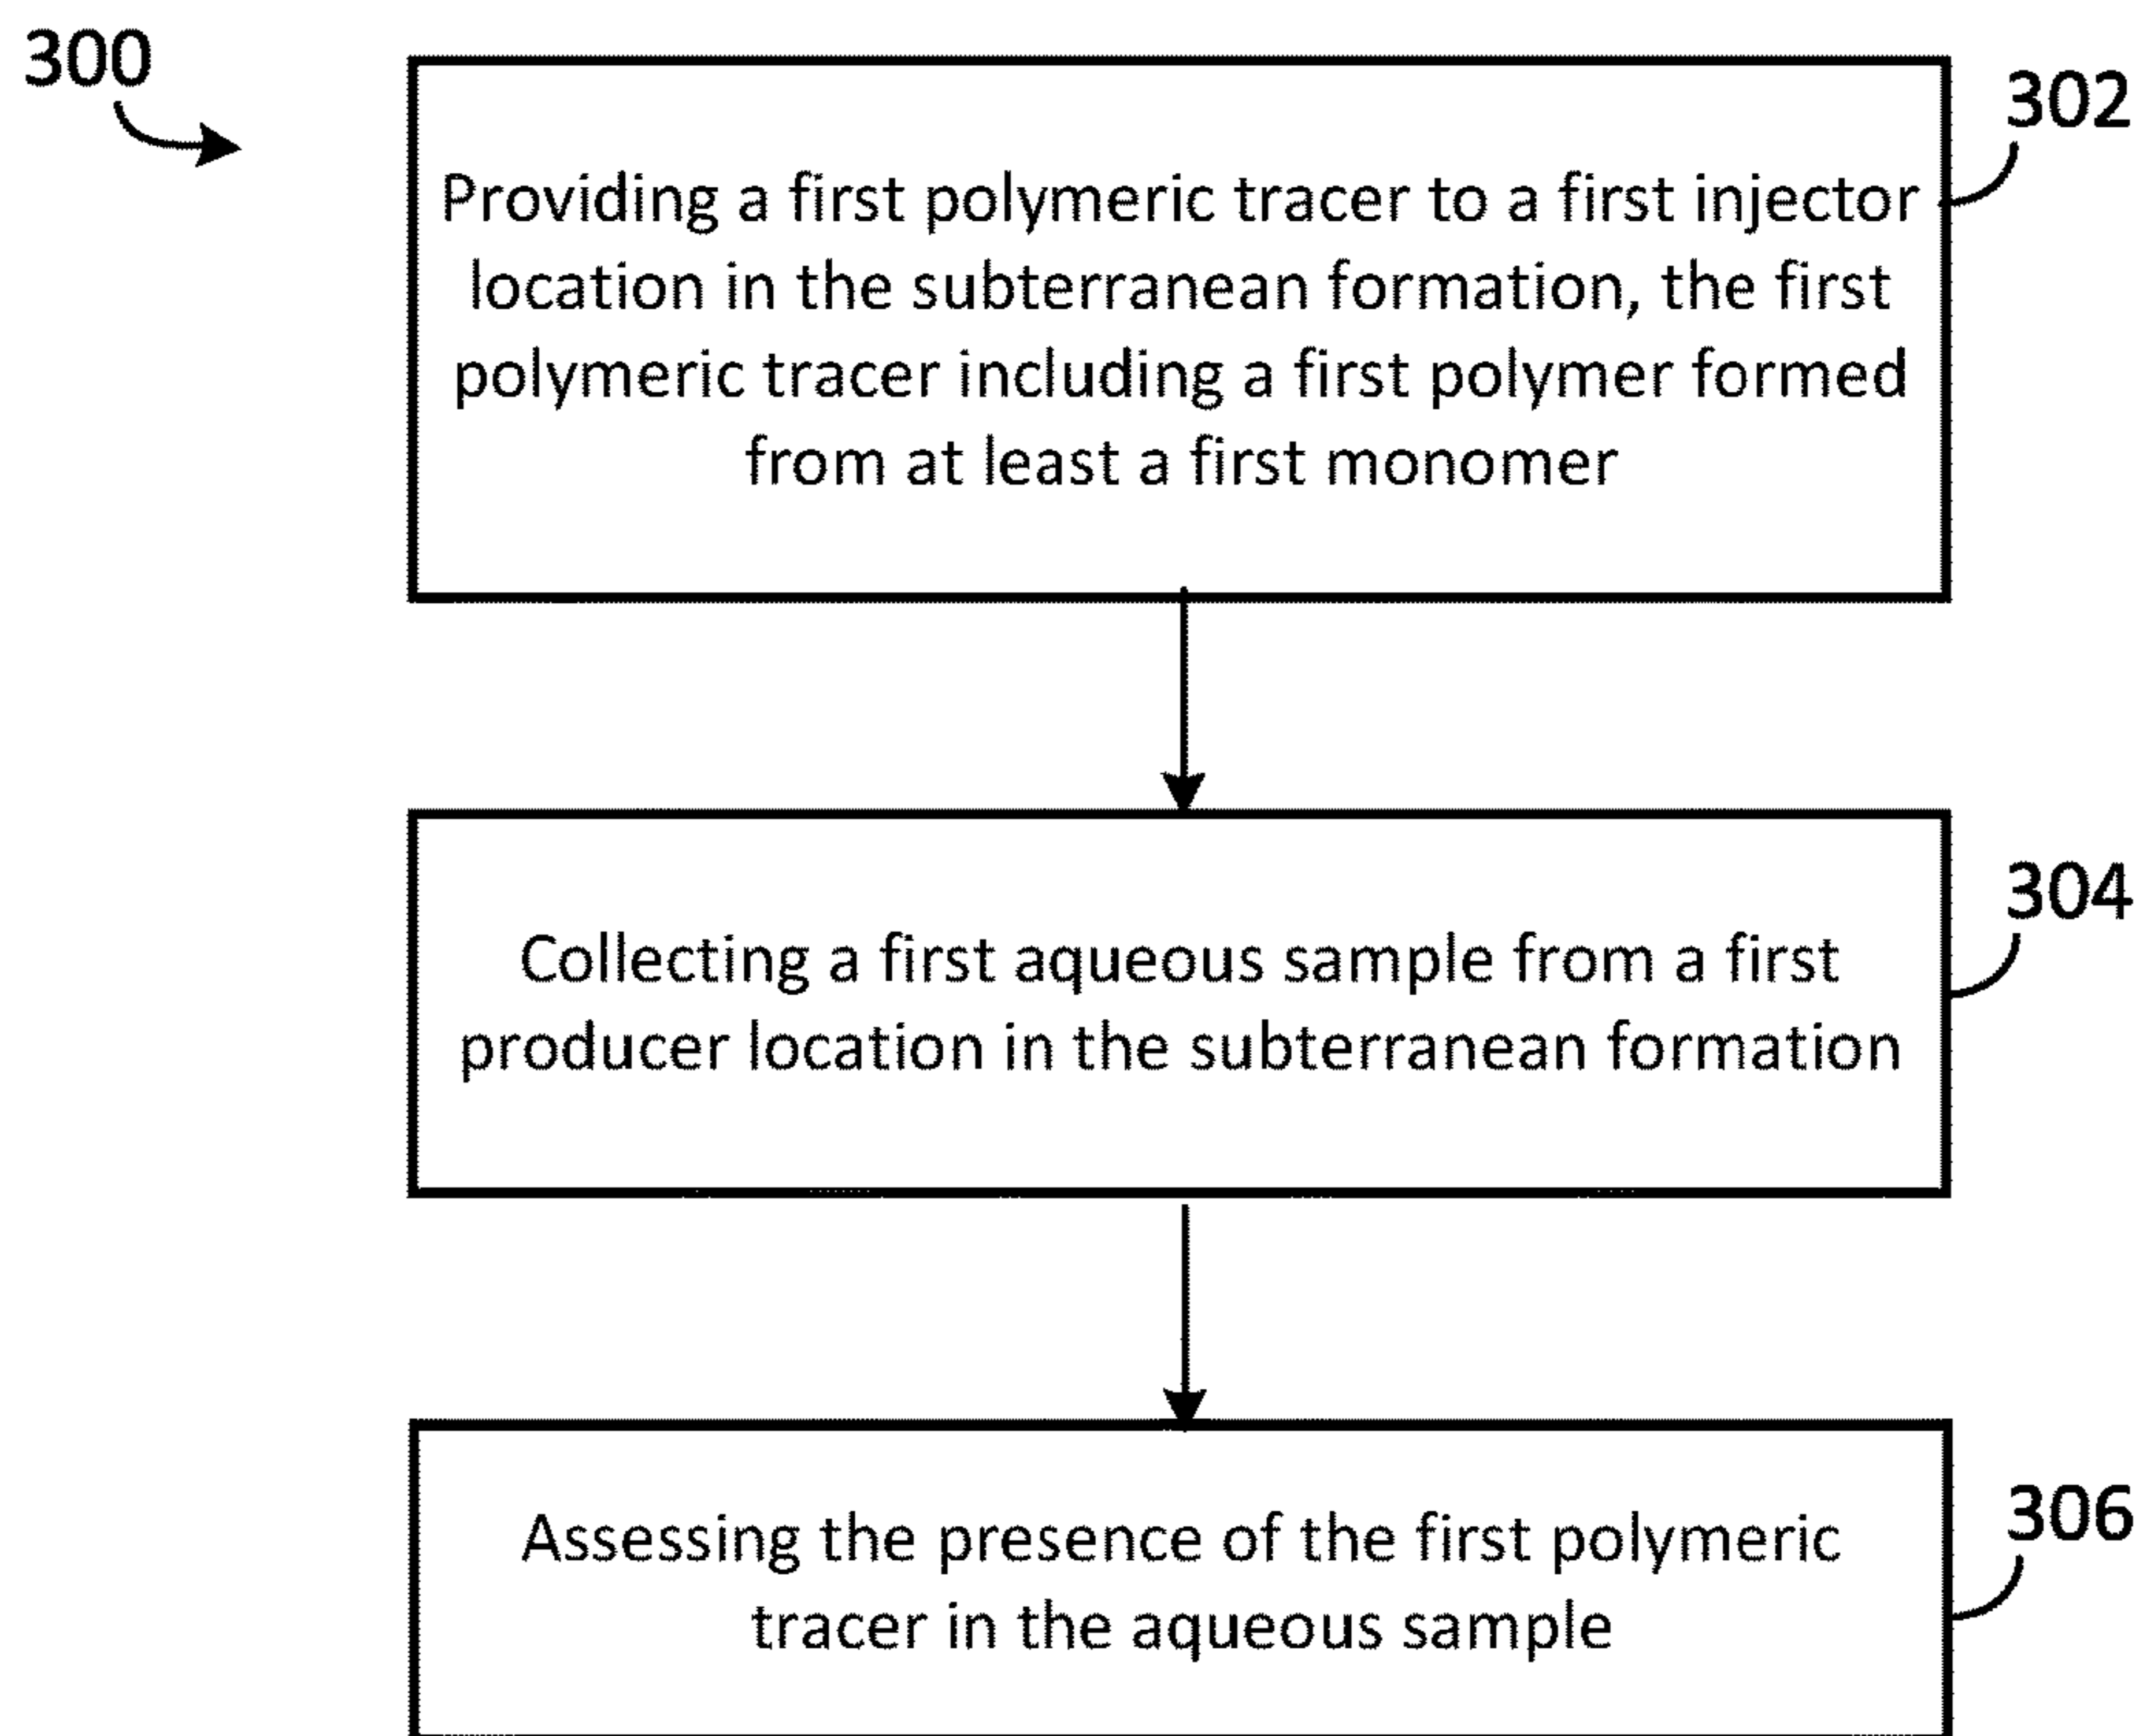 300
302
Providing a first polymeric tracer to a first injector
location in the subterranean formation, the first
polymeric tracer including a first polymer formed
from at least a first monomer
304
Collecting a first aqueous sample from a first
producer location in the subterranean formation
306
Assessing the presence of the first polymeric
tracer in the aqueous sample